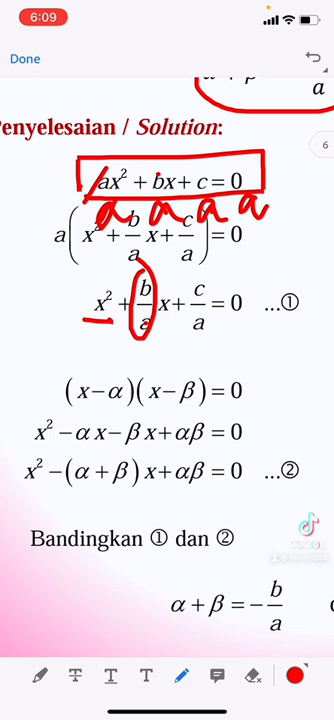 6:09
Done
a
Penyelesaian / Solution:
6
ax² + bx + c = 0
a a a a
a(x² + b/a x + c/a) = 0
x² + b/a x + c/a = 0 ...①
(x − α)(x − β) = 0
x² − αx − βx + αβ = 0
x² − (α + β)x + αβ = 0 ...②
Bandingkan ① dan ②
TikTok
α + β = − b/a
T T T